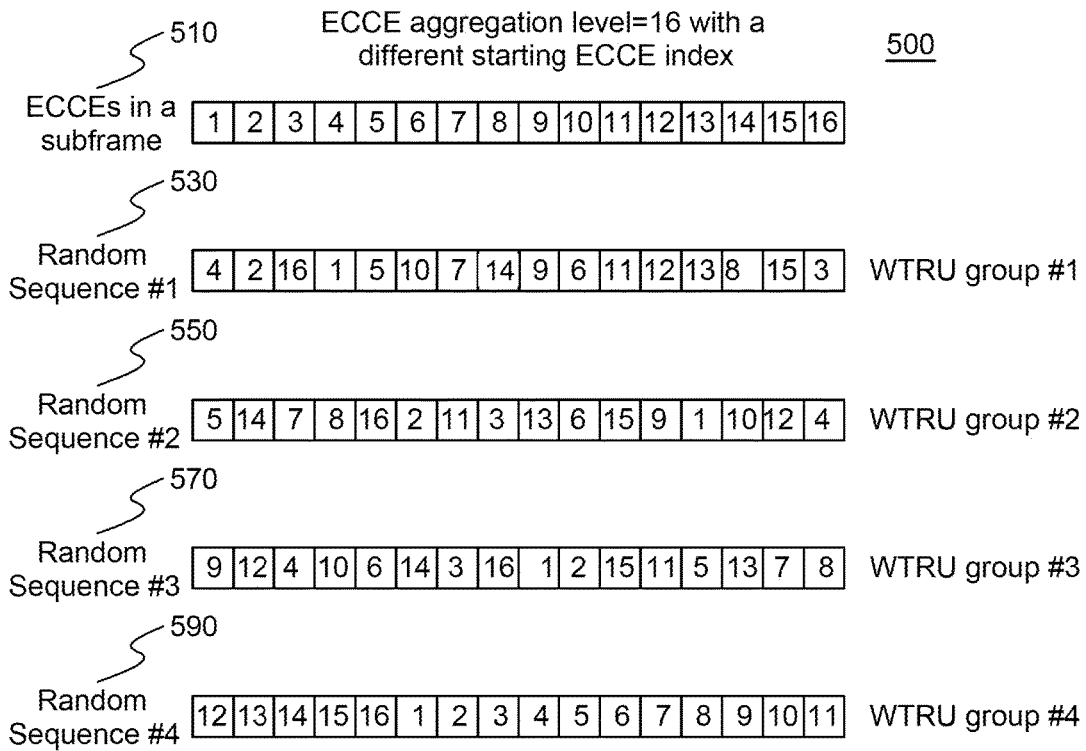 ECCE aggregation level=16 with a
different starting ECCE index
500
510
ECCEs in a
subframe
1 2 3 4 5 6 7 8 9 10 11 12 13 14 15 16
530
Random
Sequence #1
4 2 16 1 5 10 7 14 9 6 11 12 13 8 15 3
WTRU group #1
550
Random
Sequence #2
5 14 7 8 16 2 11 3 13 6 15 9 1 10 12 4
WTRU group #2
570
Random
Sequence #3
9 12 4 10 6 14 3 16 1 2 15 11 5 13 7 8
WTRU group #3
590
Random
Sequence #4
12 13 14 15 16 1 2 3 4 5 6 7 8 9 10 11
WTRU group #4